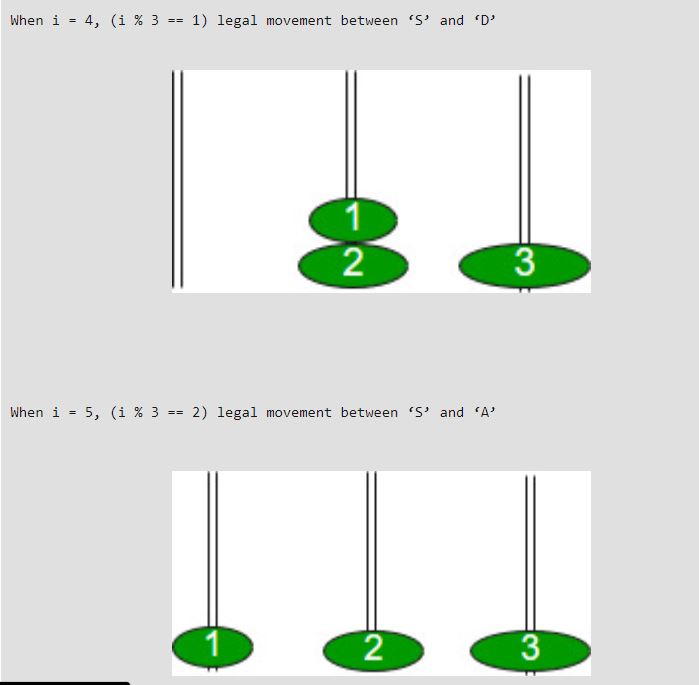 When i = 4, (i % 3 == 1) legal movement between ‘S’ and ‘D’
1
2 3
When i = 5, (i % 3 == 2) legal movement between ‘S’ and ‘A’
1 2 3